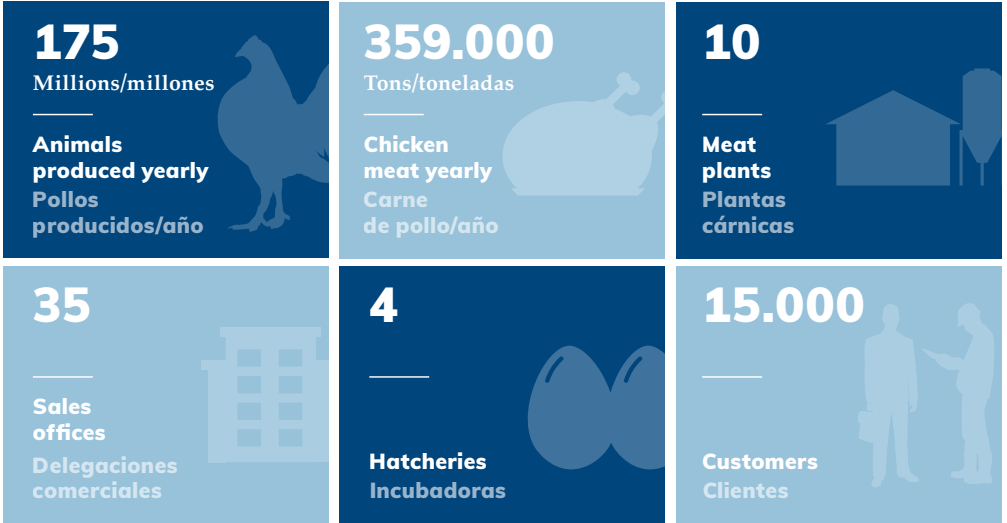 175
Millions/millones
Animals
produced yearly
Pollos
producidos/año
359.000
Tons/toneladas
Chicken
meat yearly
Carne
de pollo/año
10
Meat
plants
Plantas
cárnicas
35
Sales
offices
Delegaciones
comerciales
4
Hatcheries
Incubadoras
15.000
Customers
Clientes